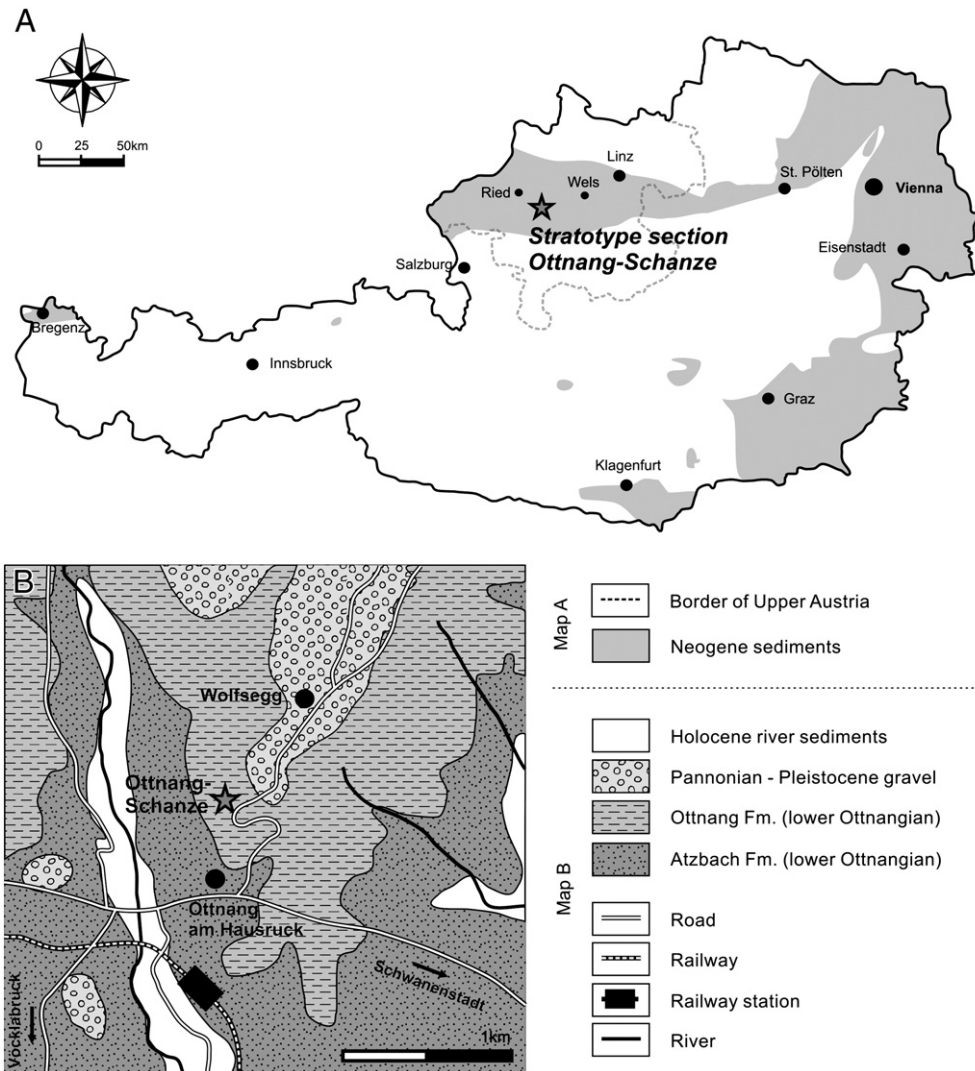 A
0 25 50km
Linz
Ried
Wels
St. Pölten
Vienna
Stratotype section
Ottnang-Schanze
Eisenstadt
Salzburg
Bregenz
Innsbruck
Graz
Klagenfurt
B
Wolfsegg
Ottnang-
Schanze
Ottnang
am Hausruck
Schwanenstadt
Vöcklabruck
1km
Map A
Border of Upper Austria
Neogene sediments
Map B
Holocene river sediments
Pannonian - Pleistocene gravel
Ottnang Fm. (lower Ottnangian)
Atzbach Fm. (lower Ottnangian)
Road
Railway
Railway station
River